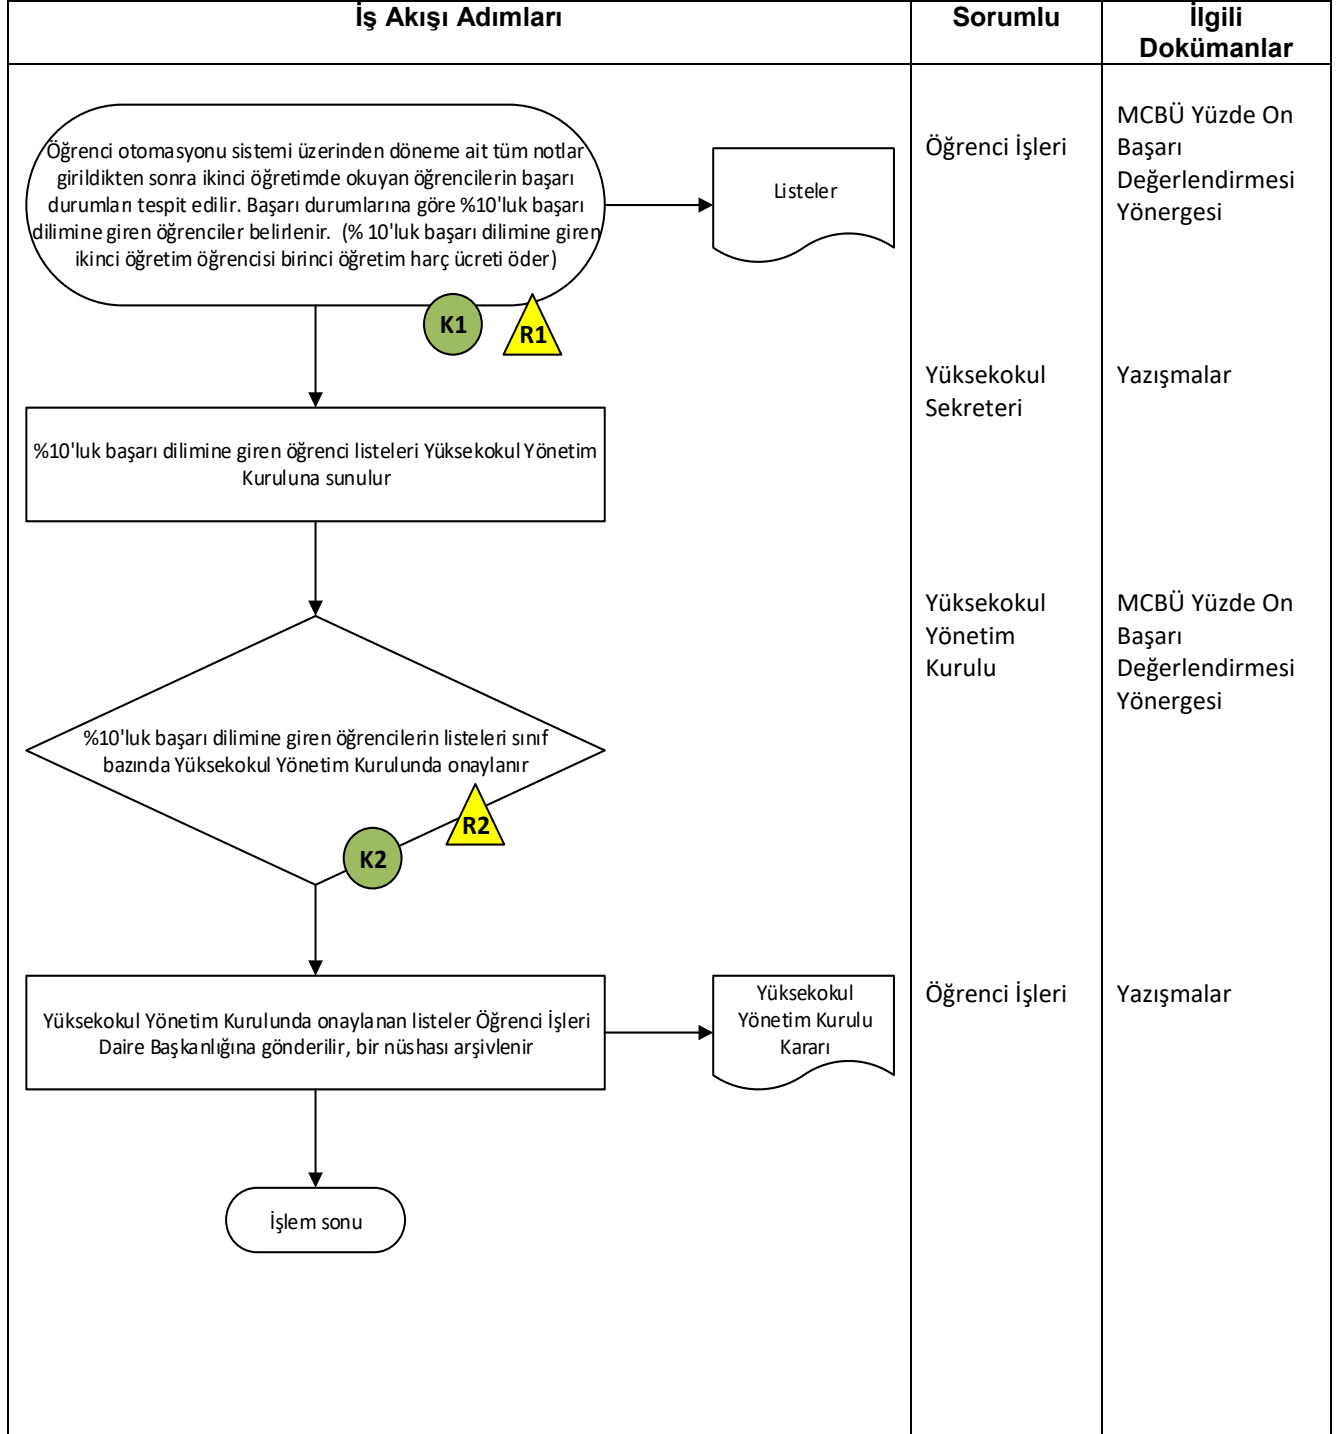 İş Akışı Adımları
Sorumlu
İlgili
Dokümanlar
Öğrenci otomasyonu sistemi üzerinden döneme ait tüm notlar
girildikten sonra ikinci öğretimde okuyan öğrencilerin başarı
durumları tespit edilir. Başarı durumlarına göre %10'luk başarı
dilimine giren öğrenciler belirlenir.  (% 10'luk başarı dilimine giren
ikinci öğretim öğrencisi birinci öğretim harç ücreti öder)
K1
R1
Listeler
Öğrenci İşleri
MCBÜ Yüzde On
Başarı
Değerlendirmesi
Yönergesi
%10'luk başarı dilimine giren öğrenci listeleri Yüksekokul Yönetim
Kuruluna sunulur
Yüksekokul
Sekreteri
Yazışmalar
%10'luk başarı dilimine giren öğrencilerin listeleri sınıf
bazında Yüksekokul Yönetim Kurulunda onaylanır
R2
K2
Yüksekokul
Yönetim
Kurulu
MCBÜ Yüzde On
Başarı
Değerlendirmesi
Yönergesi
Yüksekokul Yönetim Kurulunda onaylanan listeler Öğrenci İşleri
Daire Başkanlığına gönderilir, bir nüshası arşivlenir
Yüksekokul
Yönetim Kurulu
Kararı
Öğrenci İşleri
Yazışmalar
İşlem sonu